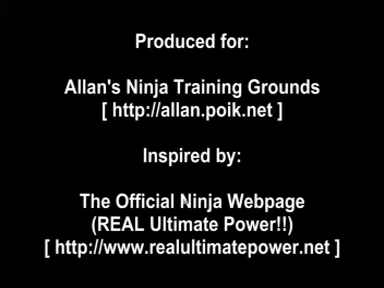 Produced for:
Allan's Ninja Training Grounds
[ http://allan.poik.net ]
Inspired by:
The Official Ninja Webpage
(REAL Ultimate Power!!)
[ http://www.realultimatepower.net ]